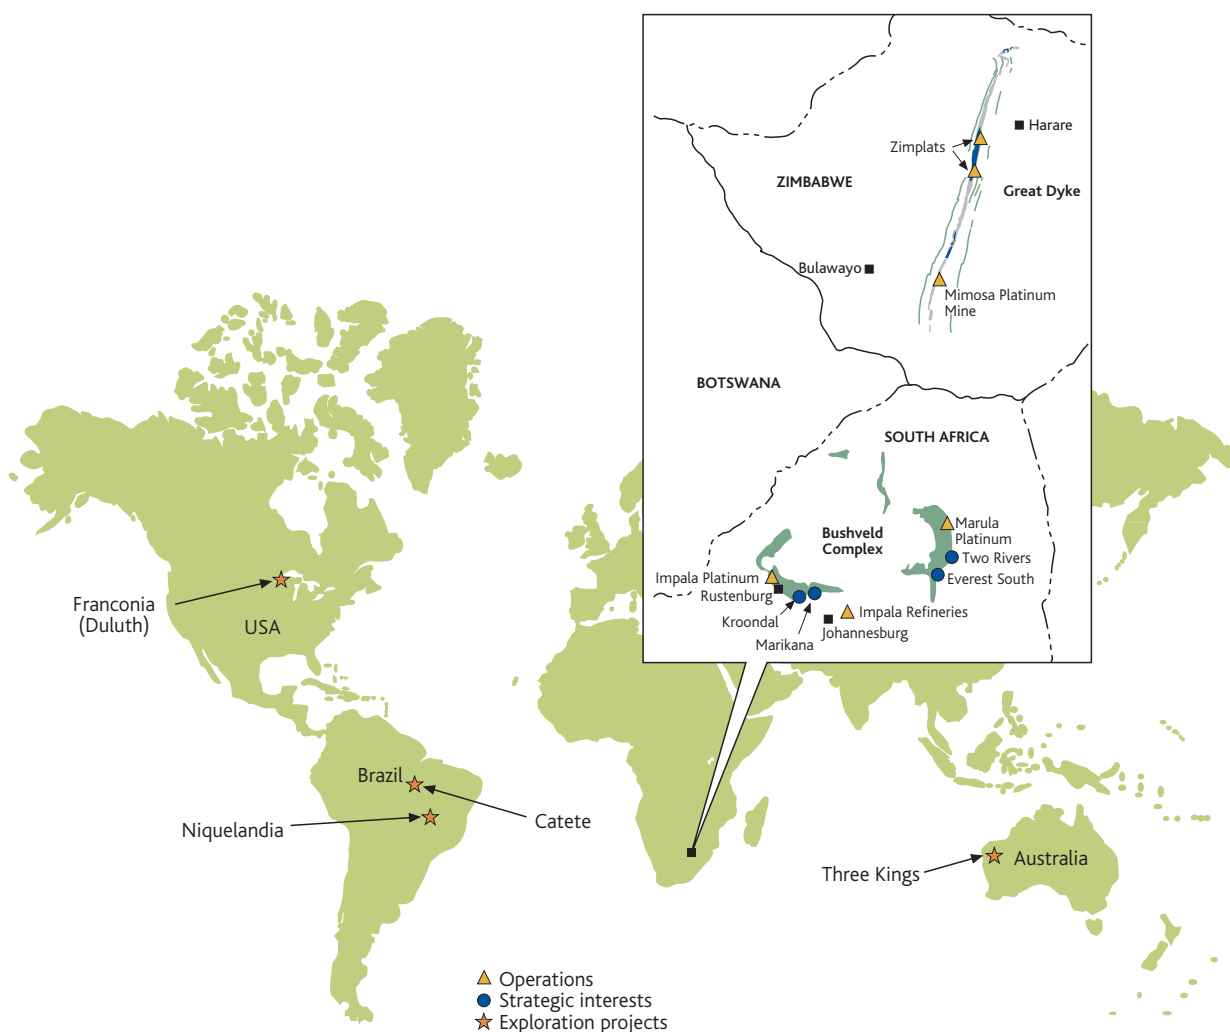 Harare
Zimplats
ZIMBABWE
Great Dyke
Bulawayo
Mimosa Platinum
Mine
BOTSWANA
SOUTH AFRICA
Marula
Platinum
Bushveld
Complex
Two Rivers
Everest South
Impala Platinum
Rustenburg
Kroondal
Marikana
Impala Refineries
Johannesburg
Franconia
(Duluth)
USA
Brazil
Catete
Niquelandia
Three Kings
Australia
Operations
Strategic interests
Exploration projects